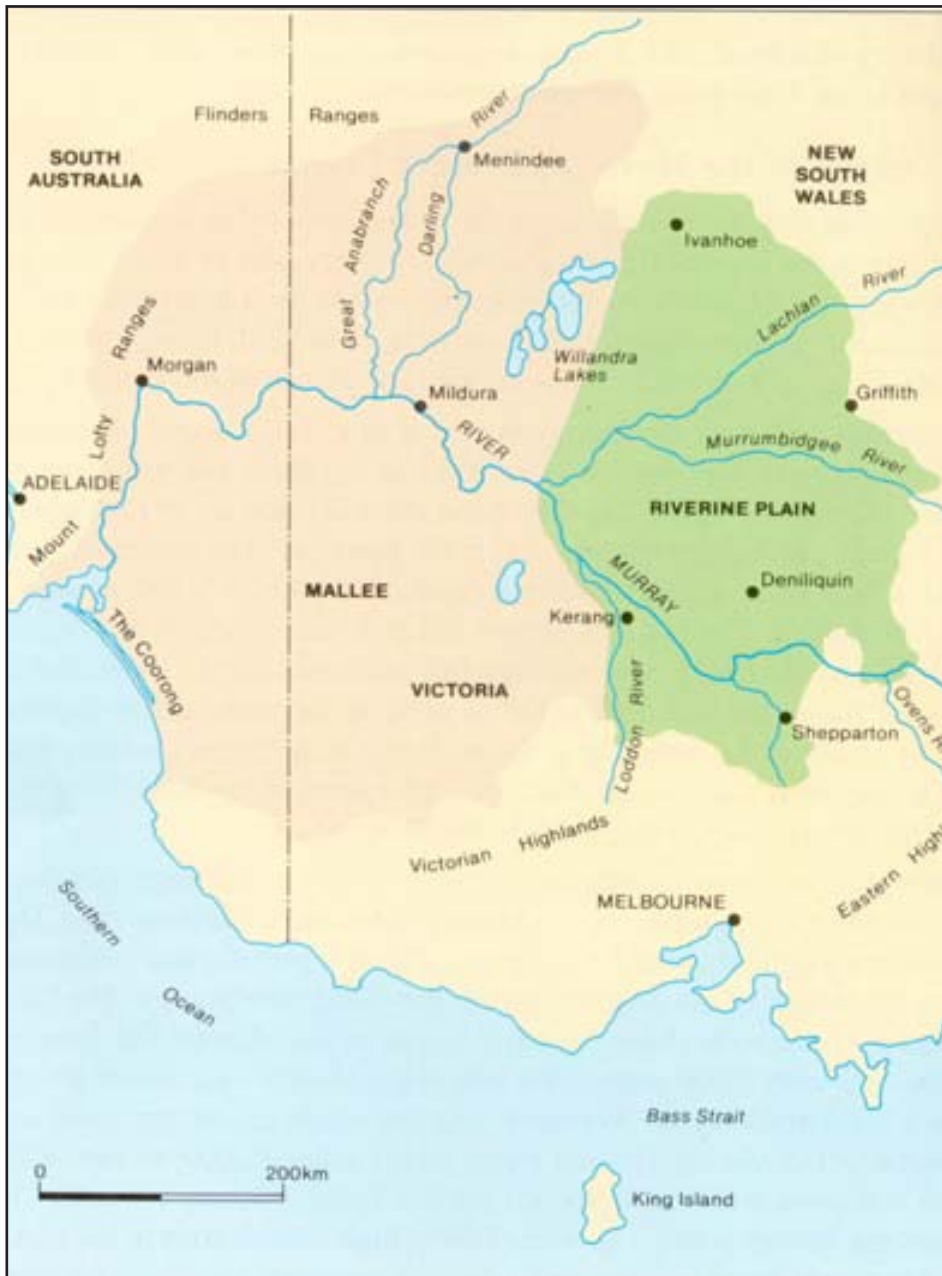 Flinders Ranges
River
SOUTH
AUSTRALIA
Menindee
NEW
SOUTH
WALES
Great Anabranch
Darling
Ivanhoe
Lachlan River
Willandra
Lakes
Mount Lofty Ranges
Morgan
Mildura
Griffith
RIVER
Murrumbidgee River
ADELAIDE
RIVERINE PLAIN
MALLEE
MURRAY
Deniliquin
Kerang
The Coorong
VICTORIA
Loddon River
Shepparton
Ovens R
Victorian Highlands
Eastern High
MELBOURNE
Southern
Ocean
Bass Strait
0 200km
King Island